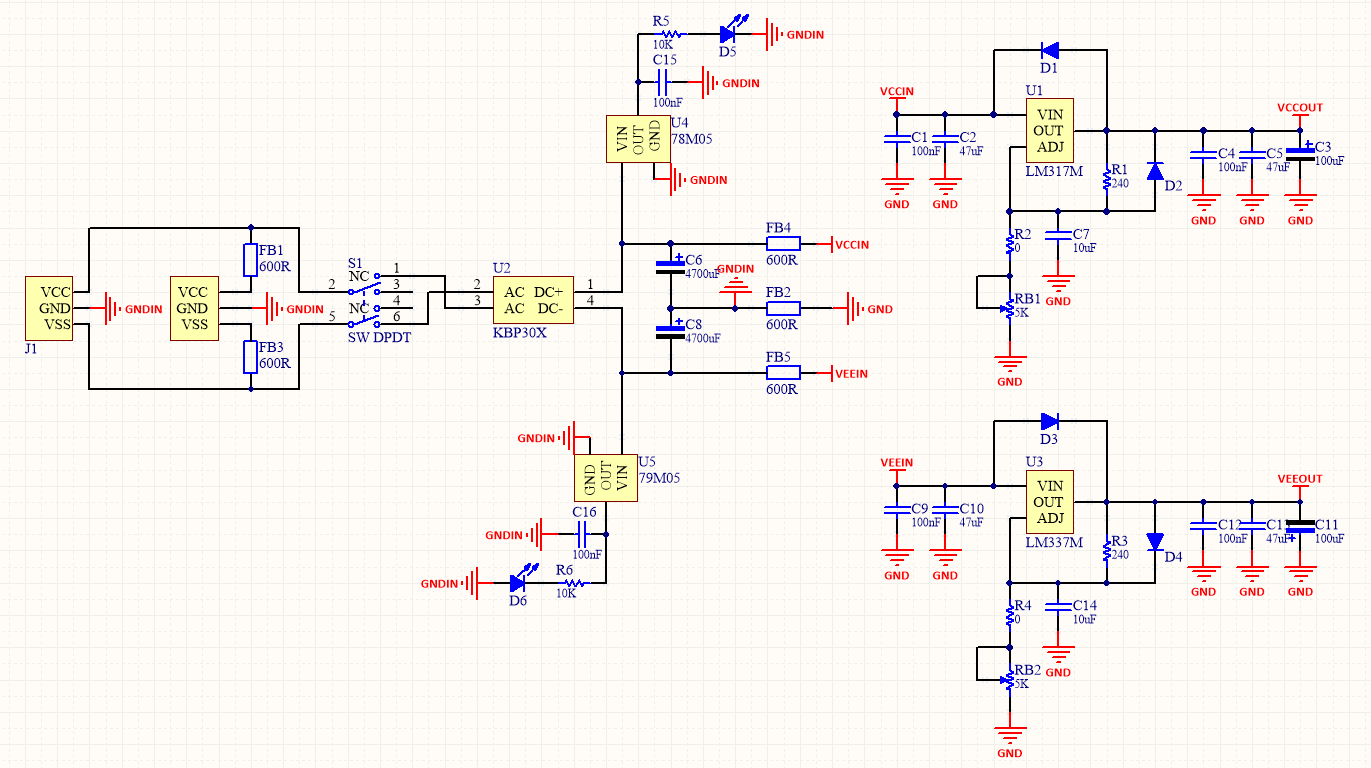 R5
10K
D5
GNDIN
C15
100nF
GNDIN
U4
78M05
VIN
OUT
GND
GNDIN
J1
VCC
GND
VSS
GNDIN
VCC
GND
VSS
FB1
600R
GNDIN
FB3
600R
S1
NC
NC
SW DPDT
2
5
1
3
4
6
U2
2
3
AC DC+
AC DC-
1
4
KBP30X
C6
4700uF
GNDIN
C8
4700uF
FB4
600R
VCCIN
FB2
600R
GND
FB5
600R
VEEIN
GNDIN
U5
79M05
GND
OUT
VIN
C16
100nF
GNDIN
R6
10K
D6
GNDIN
D1
U1
VCCIN
VIN
OUT
ADJ
LM317M
C1
100nF
C2
47uF
GND
GND
R1
240
D2
VCCOUT
C4
100nF
C5
47uF
C3
100uF
GND
GND
GND
R2
0
C7
10uF
GND
RB1
5K
GND
D3
U3
VEEIN
VIN
OUT
ADJ
LM337M
C9
100nF
C10
47uF
GND
GND
R3
240
D4
VEEOUT
C12
100nF
47uF
C11
100uF
GND
GND
GND
R4
0
C14
10uF
GND
RB2
5K
GND